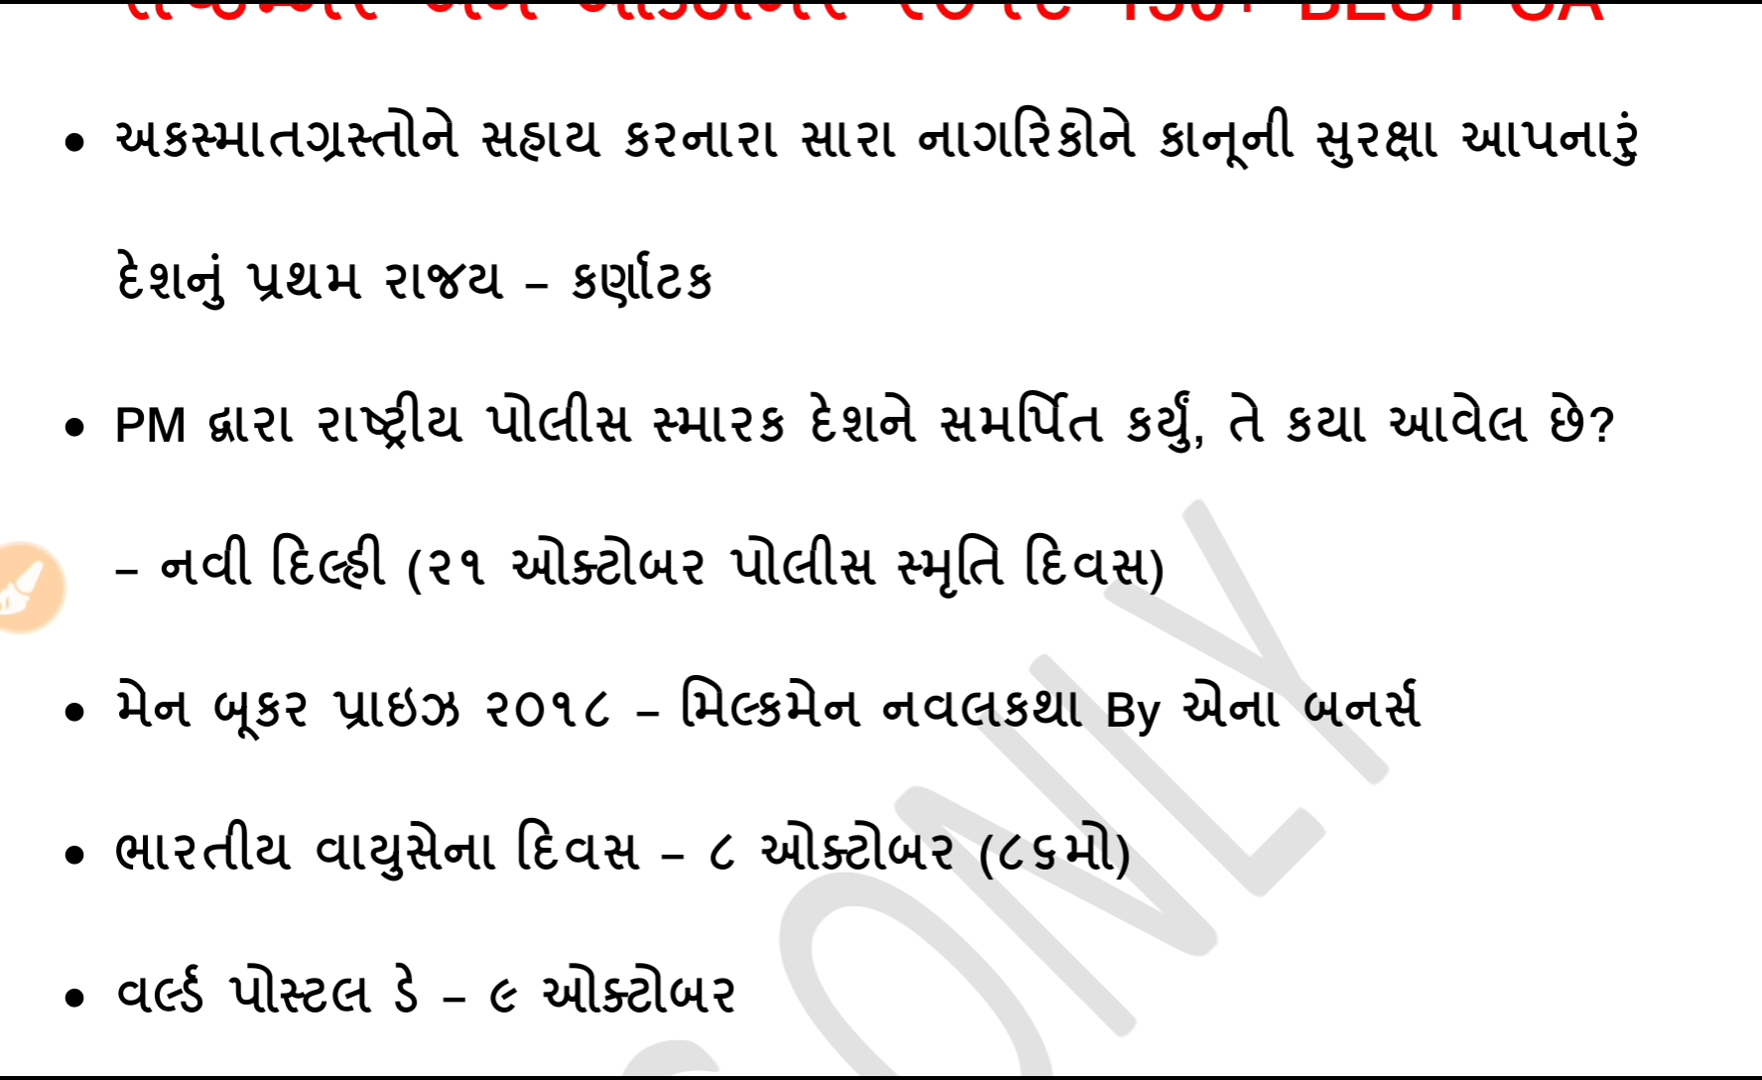 • અકસ્માતગ્રસ્તોને સહાય કરનારા સારા નાગરિકોને કાનૂની સુરક્ષા આપનારું
દેશનું પ્રથમ રાજય – કર્ણાટક
• PM દ્વારા રાષ્ટ્રીય પોલીસ સ્મારક દેશને સમર્પિત કર્યું, તે કયા આવેલ છે?
– નવી દિલ્હી (૨૧ ઓક્ટોબર પોલીસ સ્મૃતિ દિવસ)
• મેન બૂકર પ્રાઇઝ ૨૦૧૮ – મિલ્કમેન નવલકથા By એના બનર્સ
• ભારતીય વાયુસેના દિવસ – ૮ ઓક્ટોબર (૮૬મો)
• વર્લ્ડ પોસ્ટલ ડે – ૯ ઓક્ટોબર
ONLY